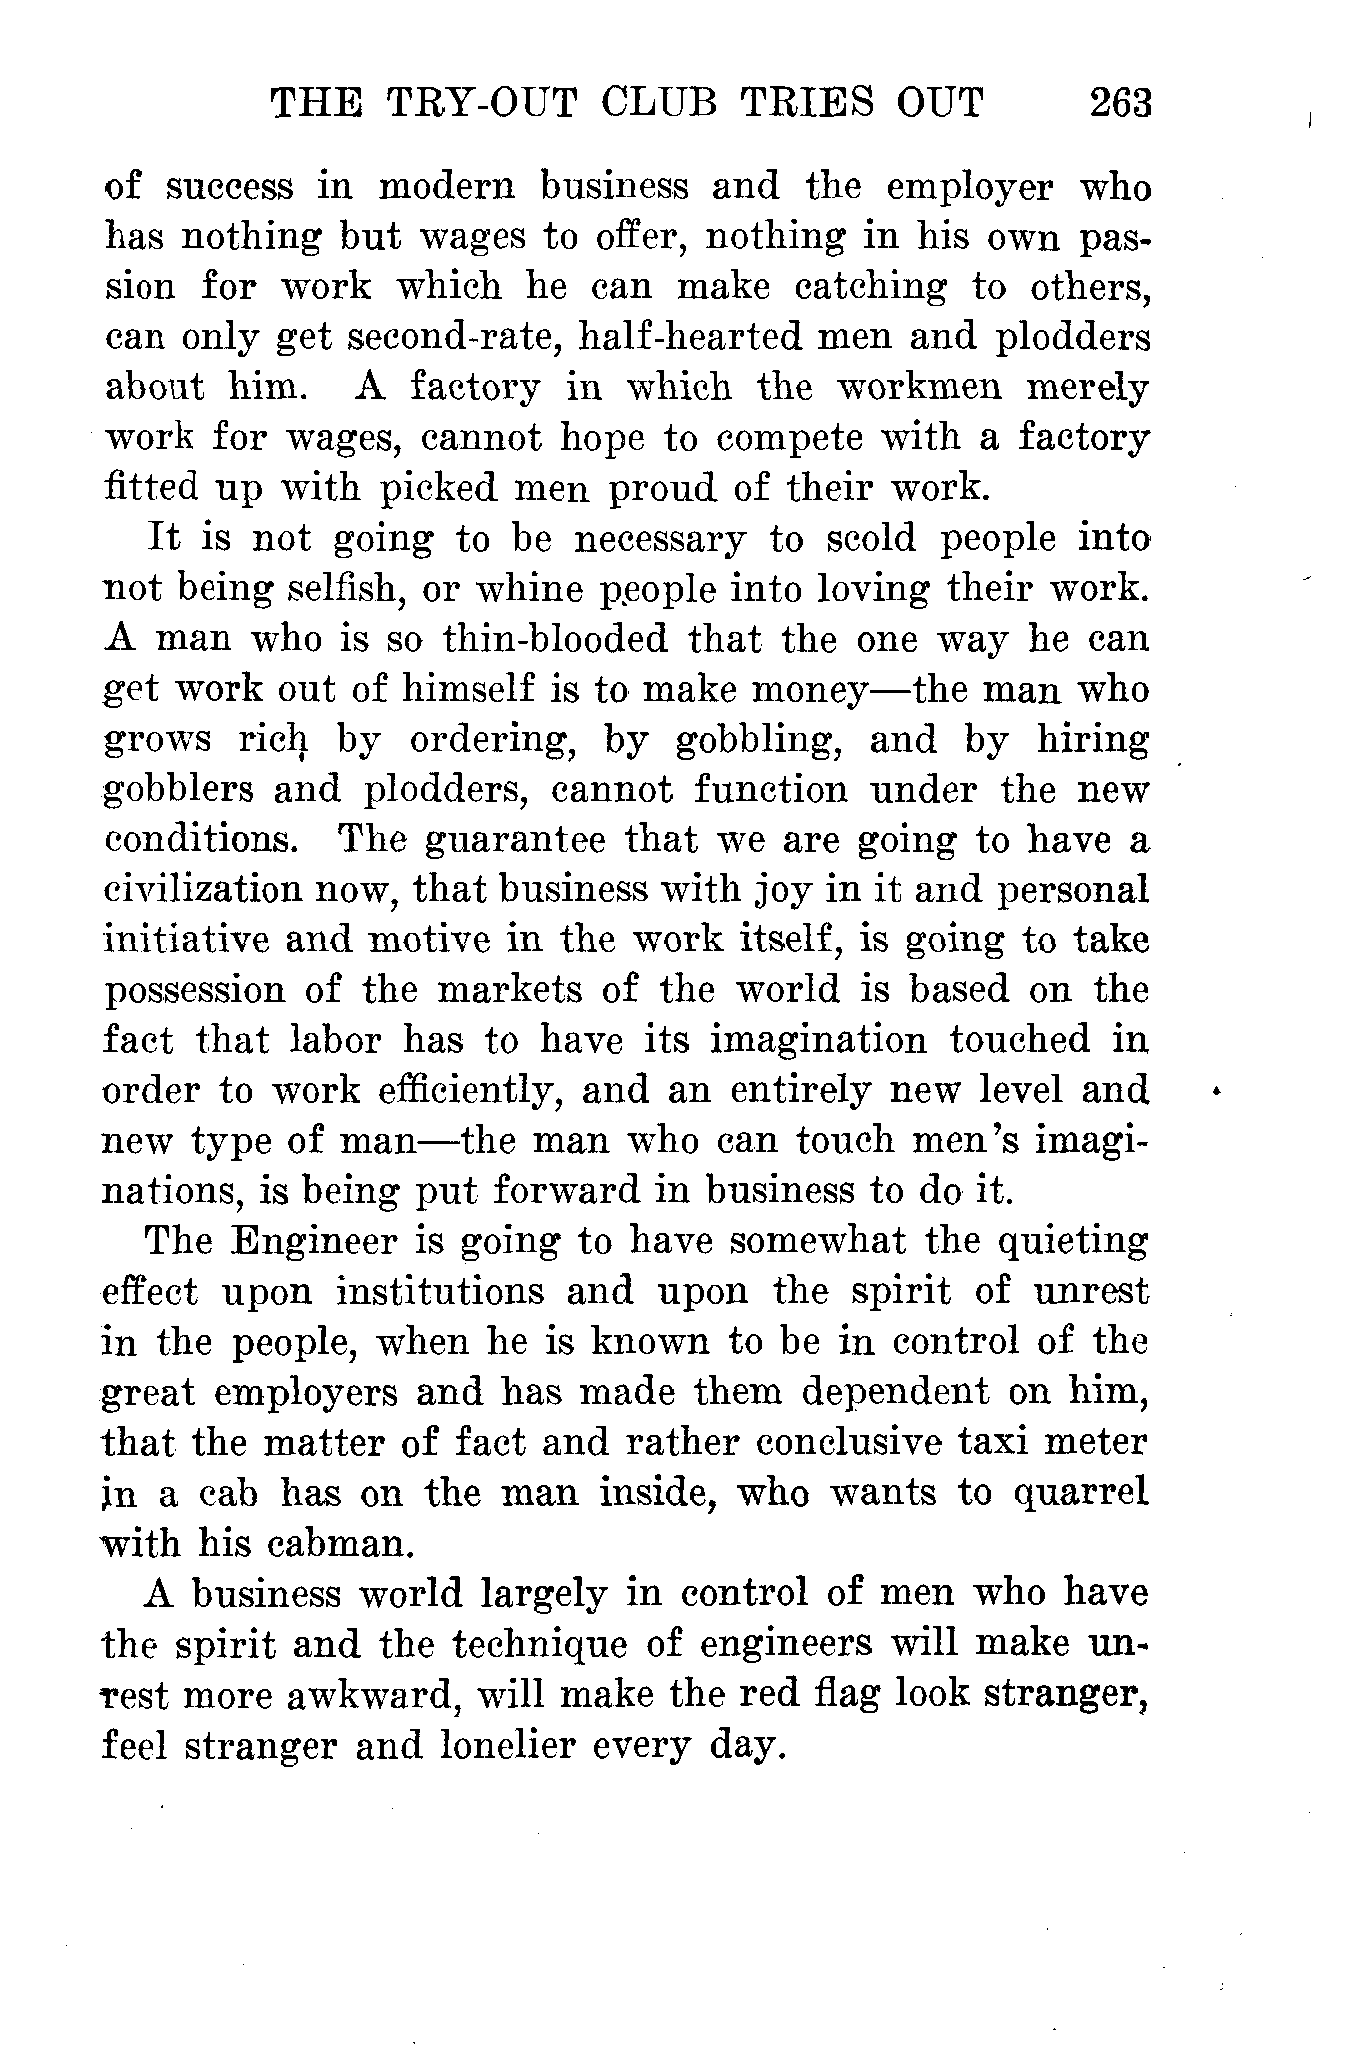 THE TRY-OUT CLUB TRIES OUT 263
of success in modern business and the employer who
has nothing but wages to offer, nothing in his own pas-
sion for work which he can make catching to others,
can only get second-rate, half-hearted men and plodders
about him. A factory in which the workmen merely
work for wages, cannot hope to compete with a factory
fitted up with picked men proud of their work.
It is not going to be necessary to scold people into
not being selfish, or whine people into loving their work.
A man who is so thin-blooded that the one way he can
get work out of himself is to make money—the man who
grows rich by ordering, by gobbling, and by hiring
gobblers and plodders, cannot function under the new
conditions. The guarantee that we are going to have a
civilization now, that business with joy in it and personal
initiative and motive in the work itself, is going to take
possession of the markets of the world is based on the
fact that labor has to have its imagination touched in
order to work efficiently, and an entirely new level and
new type of man—the man who can touch men's imagi-
nations, is being put forward in business to do it.
The Engineer is going to have somewhat the quieting
effect upon institutions and upon the spirit of unrest
in the people, when he is known to be in control of the
great employers and has made them dependent on him,
that the matter of fact and rather conclusive taxi meter
in a cab has on the man inside, who wants to quarrel
with his cabman.
A business world largely in control of men who have
the spirit and the technique of engineers will make un-
rest more awkward, will make the red flag look stranger,
feel stranger and lonelier every day.